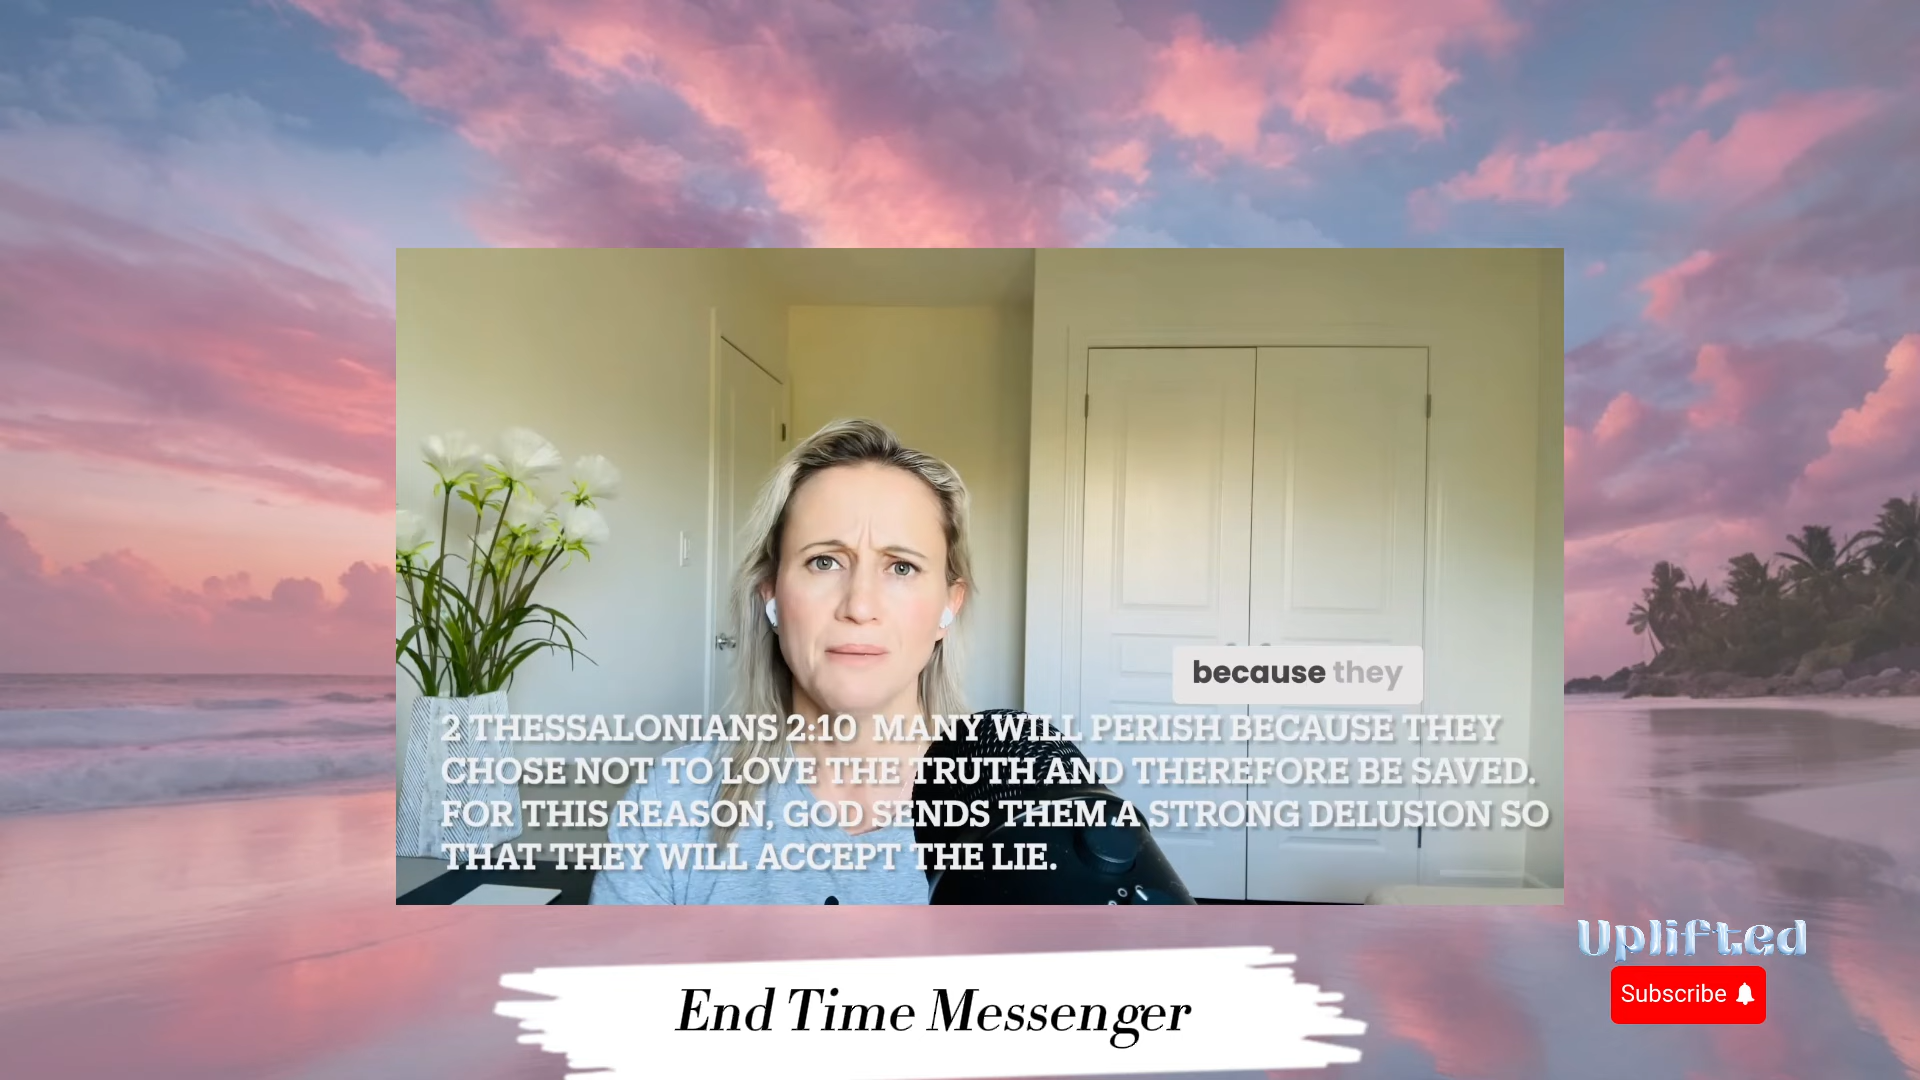 because they
2 THESSALONIANS 2:10 MANY WILL PERISH BECAUSE THEY
CHOSE NOT TO LOVE THE TRUTH AND THEREFORE BE SAVED.
FOR THIS REASON, GOD SENDS THEM A STRONG DELUSION SO
THAT THEY WILL ACCEPT THE LIE.
Uplifted
Subscribe
End Time Messenger